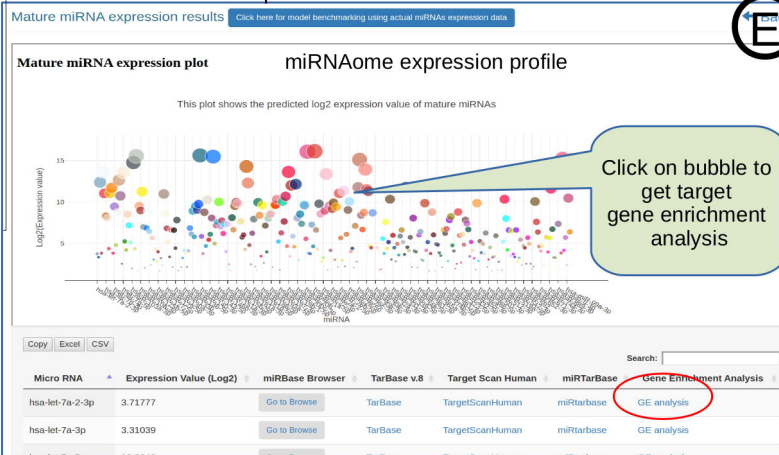 Mature miRNA expression results Click here for model benchmarking using actual miRNAs expression data
E
Mature miRNA expression plot miRNAome expression profile
This plot shows the predicted log2 expression value of mature miRNAs
Click on bubble to
get target
gene enrichment
analysis
Log2(Expression value)
15
10
5
miRNA
Copy Excel CSV
Search:
Micro RNA Expression Value (Log2) miRBase Browser TarBase v.8 Target Scan Human miRTarBase Gene Enrichment Analysis
hsa-let-7a-2-3p 3.71777 Go to Browse TarBase TargetScanHuman miRtarbase GE analysis
hsa-let-7a-3p 3.31039 Go to Browse TarBase TargetScanHuman miRtarbase GE analysis